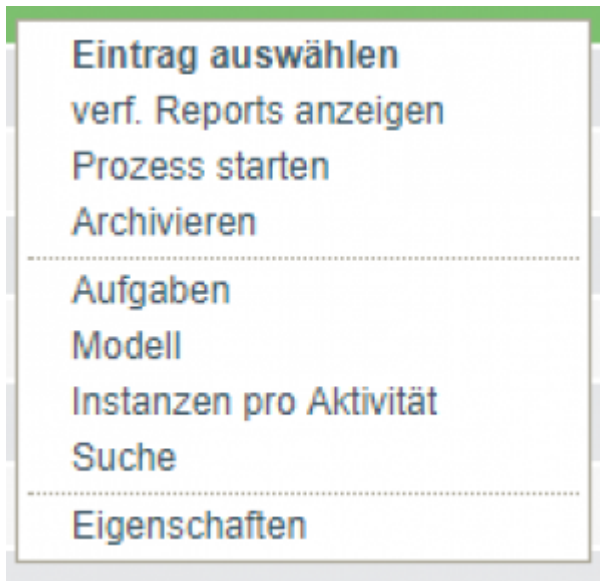 Eintrag auswählen
verf. Reports anzeigen
Prozess starten
Archivieren
Aufgaben
Modell
Instanzen pro Aktivität
Suche
Eigenschaften